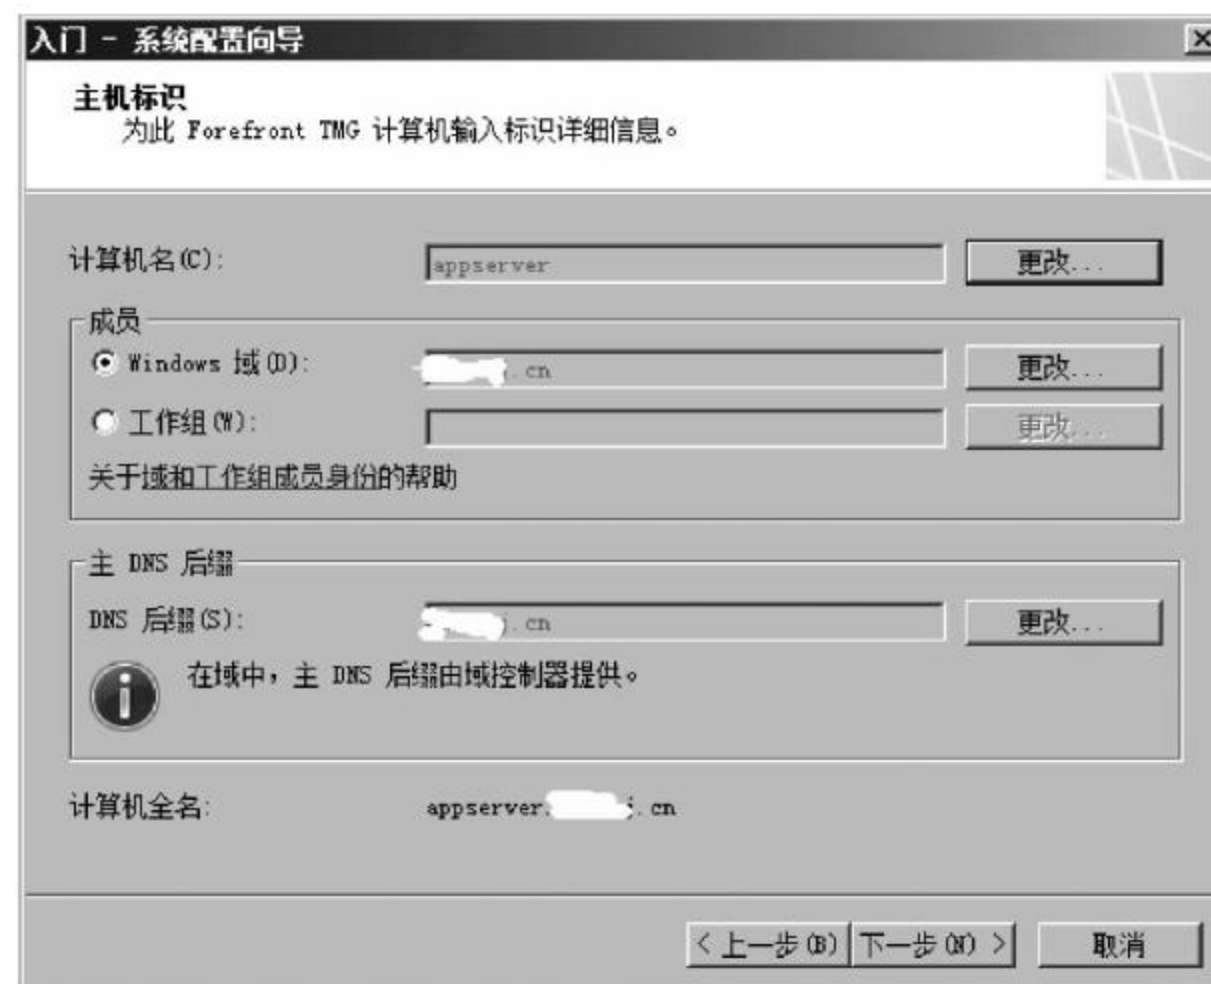 入门 - 系统配置向导
主机标识
为此 Forefront TMG 计算机输入标识详细信息。
计算机名(C): appserver 更改...
成员
Windows 域(D): .cn 更改...
工作组(W): 更改...
关于域和工作组成员身份的帮助
主 DNS 后缀
DNS 后缀(S): j.cn 更改...
在域中，主 DNS 后缀由域控制器提供。
计算机全名: appserver. j.cn
< 上一步(B) 下一步(N) > 取消